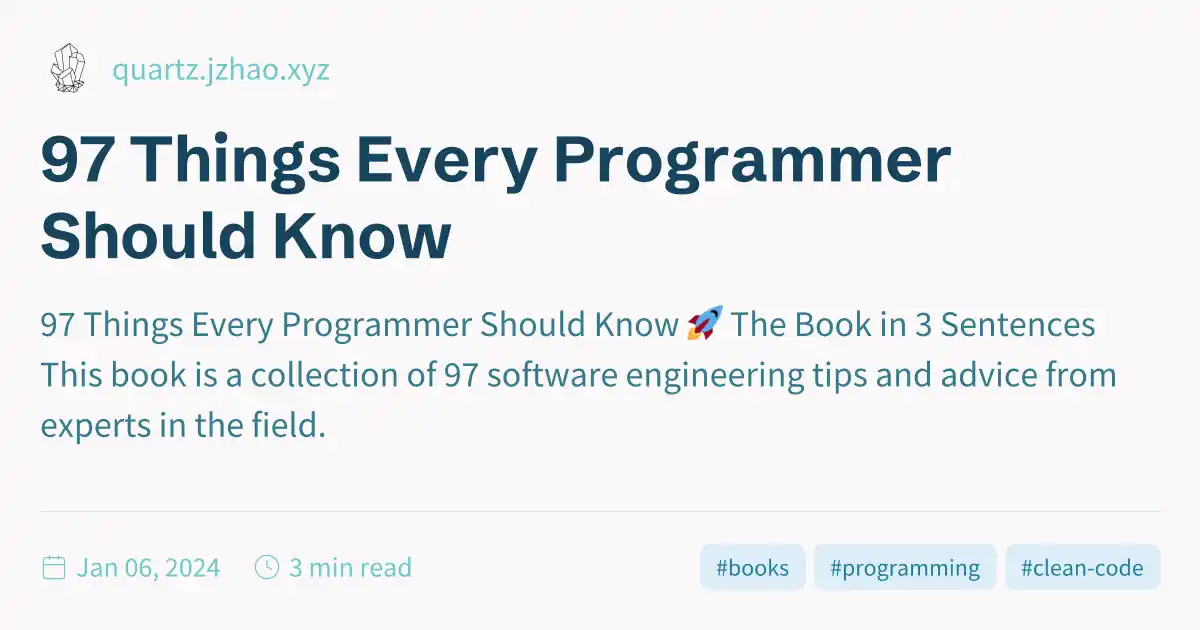 quartz.jzhao.xyz
97 Things Every Programmer
Should Know
97 Things Every Programmer Should Know 🚀 The Book in 3 Sentences
This book is a collection of 97 software engineering tips and advice from
experts in the field.
Jan 06, 2024 3 min read #books #programming #clean-code